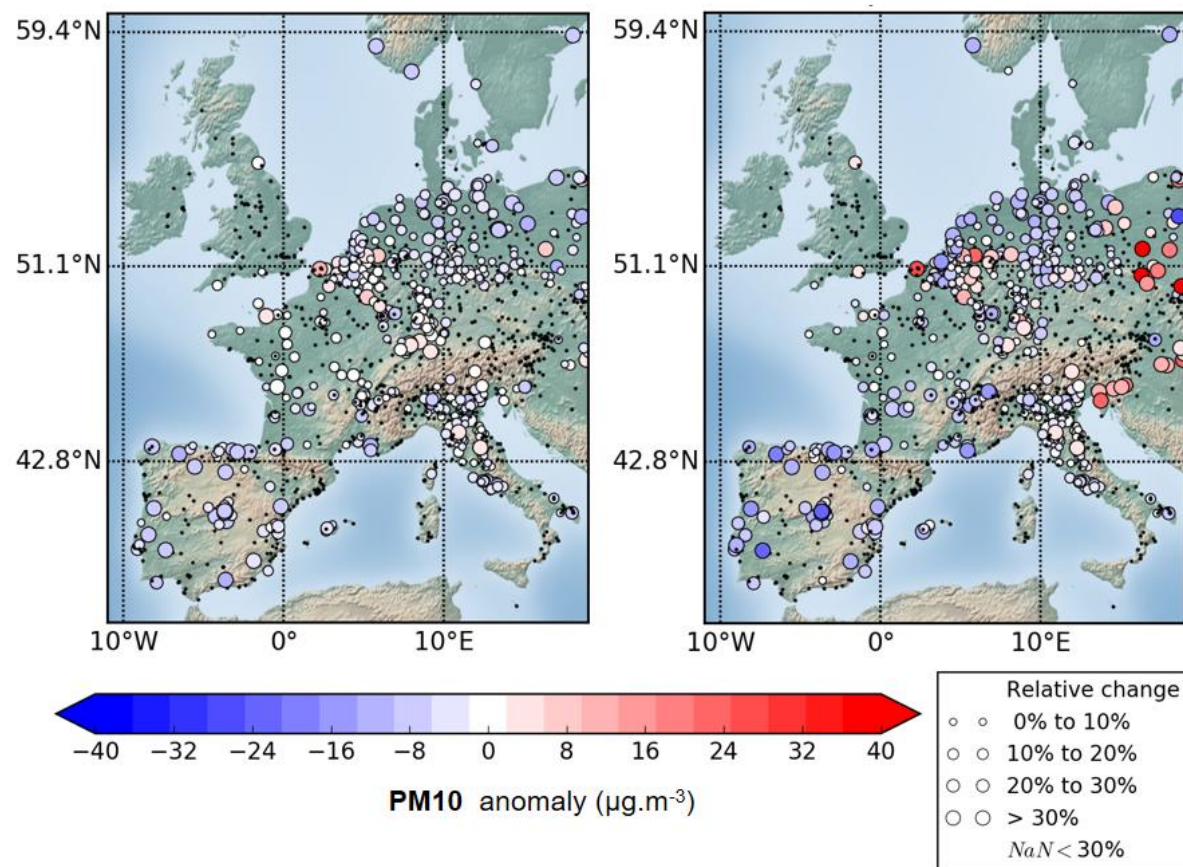 59.4°N
51.1°N
42.8°N
10°W 0° 10°E
59.4°N
51.1°N
42.8°N
10°W 0° 10°E
−40 −32 −24 −16 −8 0 8 16 24 32 40
PM10 anomaly (µg.m-3)
Relative change
0% to 10%
10% to 20%
20% to 30%
> 30%
NaN < 30%